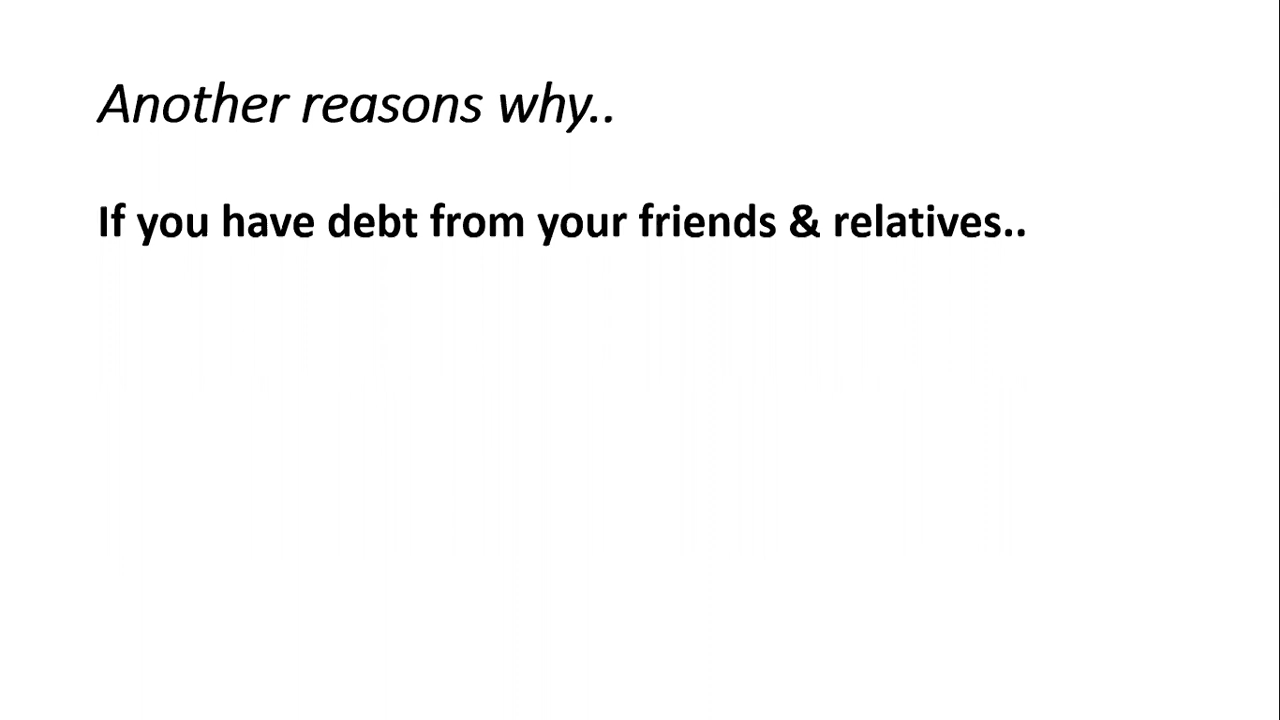 Another reasons why..
If you have debt from your friends & relatives..